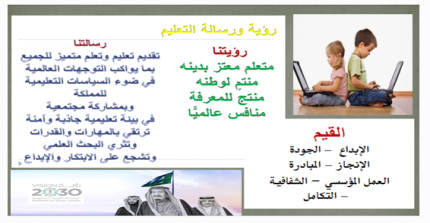 رؤية ورسالة التعليم
رؤيتنا
متعلم معتز بدينه
منتمٍ لوطنه
منتج للمعرفة
منافس عالميًا
رسالتنا
تقديم تعليم وتعلم متميز للجميع
بما يواكب التوجهات العالمية
في ضوء السياسات التعليمية
للمملكة
وبمشاركة مجتمعية
في بيئة تعليمية جاذبة وآمنة
ترتقي بالمهارات والقدرات
وتثري البحث العلمي
وتشجع على الابتكار والإبداع
القيم
الإبداع – الجودة
الإنجاز – المبادرة
العمل المؤسسي – الشفافية
– التكامل
VISION رؤية
2030